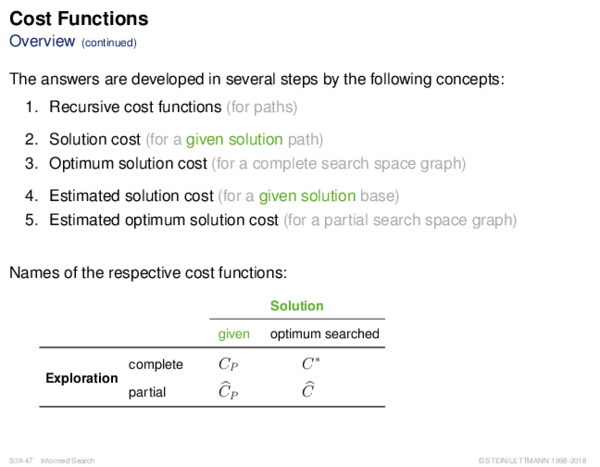 Cost Functions
Overview (continued)
The answers are developed in several steps by the following concepts:
1. Recursive cost functions (for paths)
2. Solution cost (for a given solution path)
3. Optimum solution cost (for a complete search space graph)
4. Estimated solution cost (for a given solution base)
5. Estimated optimum solution cost (for a partial search space graph)
Names of the respective cost functions:
Solution
given optimum searched
Exploration
complete C_P C*
partial Ĉ_P Ĉ
S:II-47 Informed Search
©STEIN/LETTMANN 1998-2018